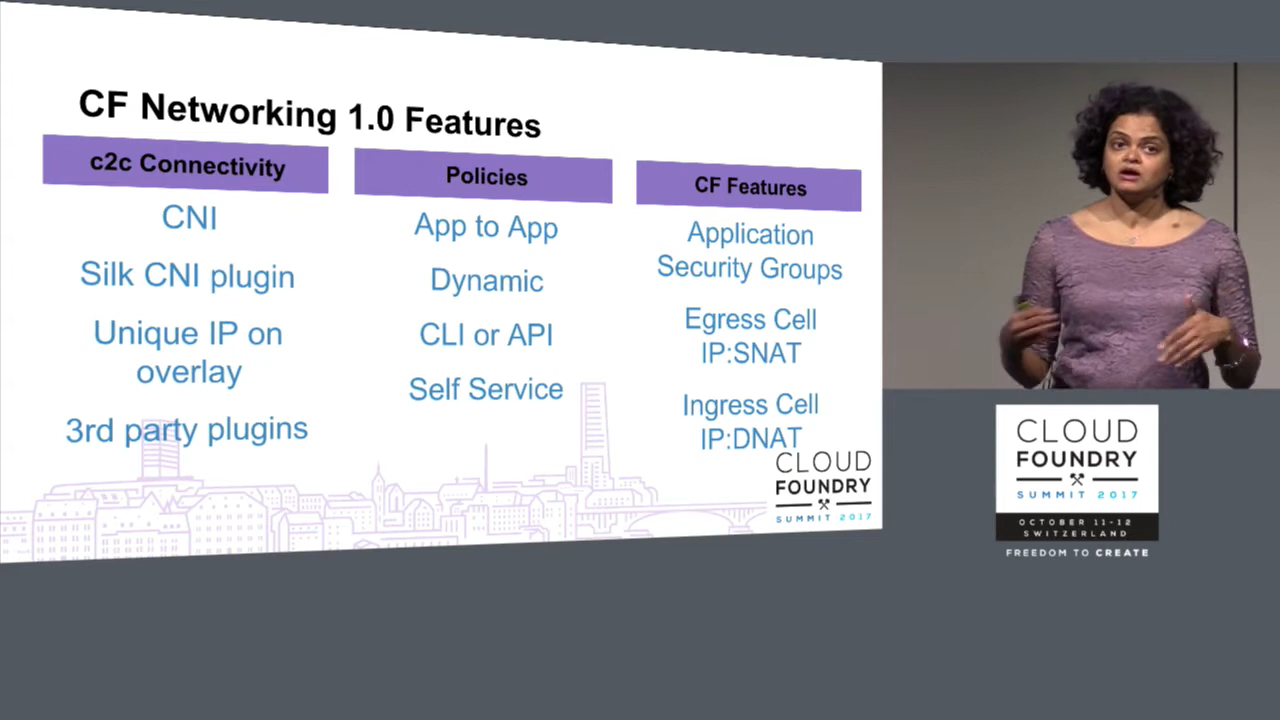 CF Networking 1.0 Features
c2c Connectivity
CNI
Silk CNI plugin
Unique IP on
overlay
3rd party plugins
Policies
App to App
Dynamic
CLI or API
Self Service
CF Features
Application
Security Groups
Egress Cell
IP:SNAT
Ingress Cell
IP:DNAT
CLOUD
FOUNDRY
SUMMIT 2017
CLOUD
FOUNDRY
SUMMIT 2017
OCTOBER 11-12
SWITZERLAND
FREEDOM TO CREATE